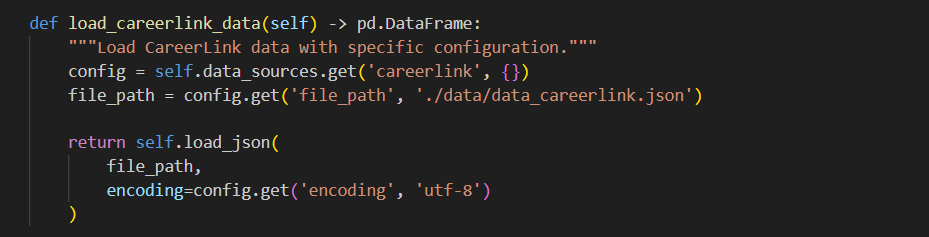 def load_careerlink_data(self) -> pd.DataFrame:
    """Load CareerLink data with specific configuration."""
    config = self.data_sources.get('careerlink', {})
    file_path = config.get('file_path', './data/data_careerlink.json')

    return self.load_json(
        file_path,
        encoding=config.get('encoding', 'utf-8')
    )